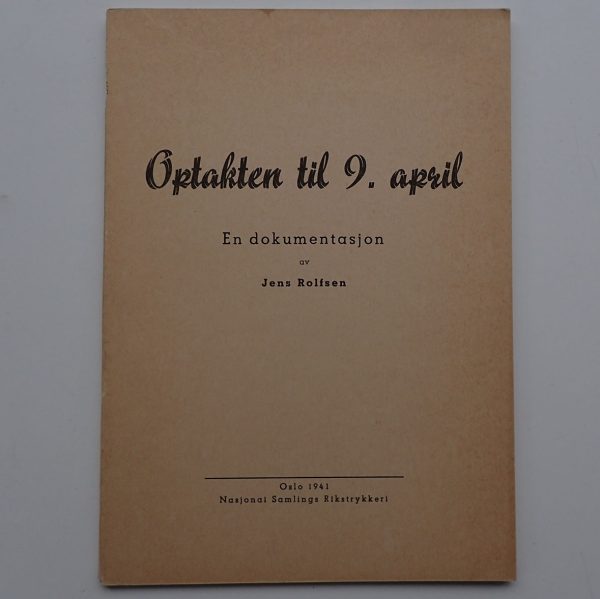 Optakten til 9. april
En dokumentasjon
av
Jens Rolfsen
Oslo 1941
Nasjonal Samlings Rikstrykkeri